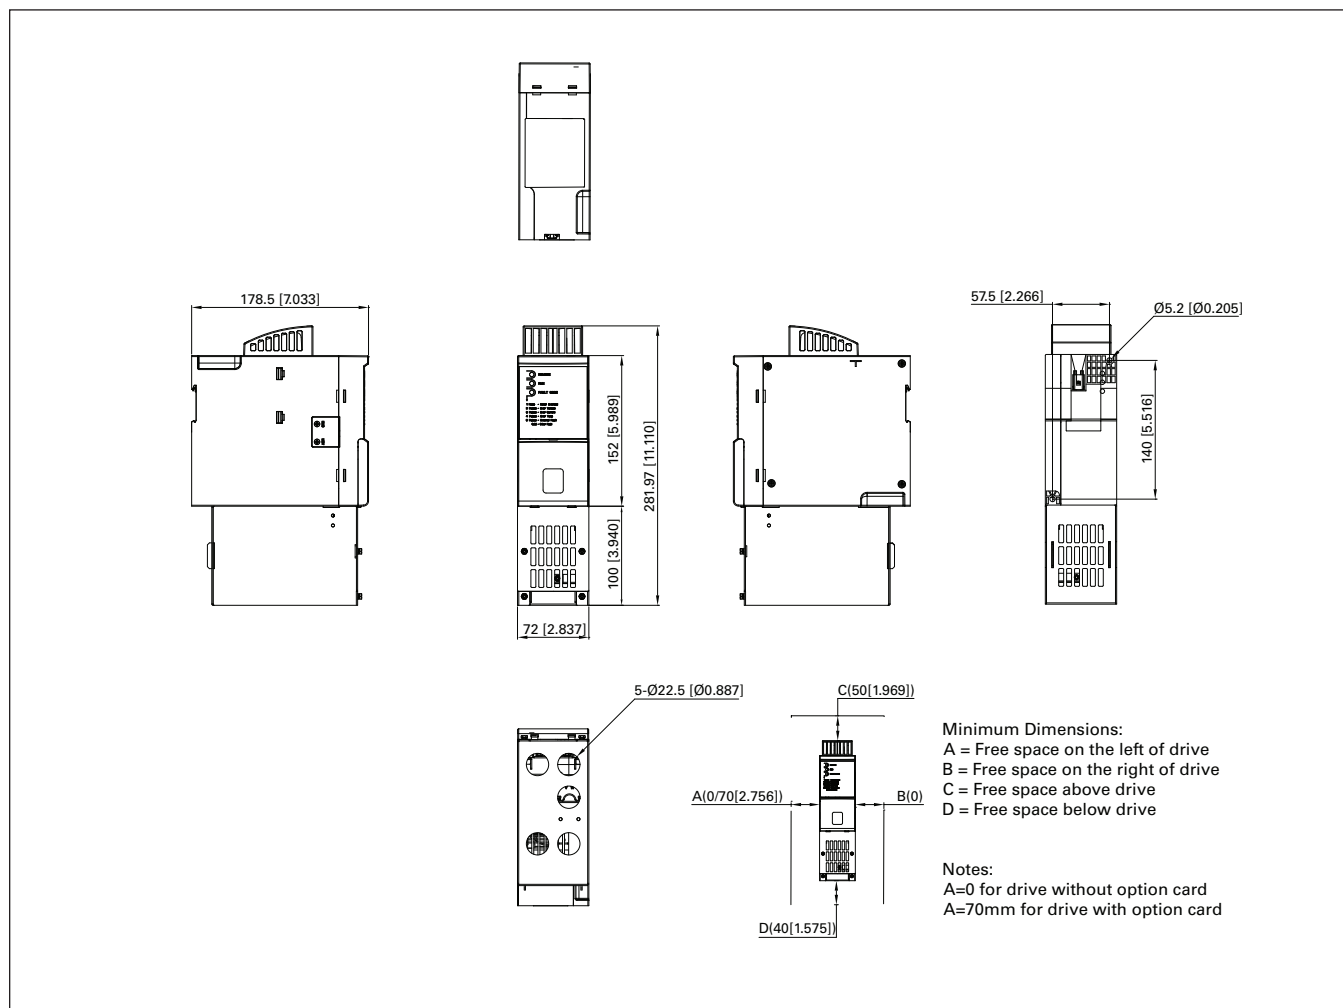 178.5 [7.033]
57.5 [2.266]
Ø5.2 [Ø0.205]
152 [5.989]
281.97 [11.110]
140 [5.516]
100 [3.940]
72 [2.837]
5-Ø22.5 [Ø0.887]
C(50[1.969])
Minimum Dimensions:
A = Free space on the left of drive
B = Free space on the right of drive
C = Free space above drive
D = Free space below drive
A(0/70[2.756])
B(0)
Notes:
A=0 for drive without option card
A=70mm for drive with option card
D(40[1.575])